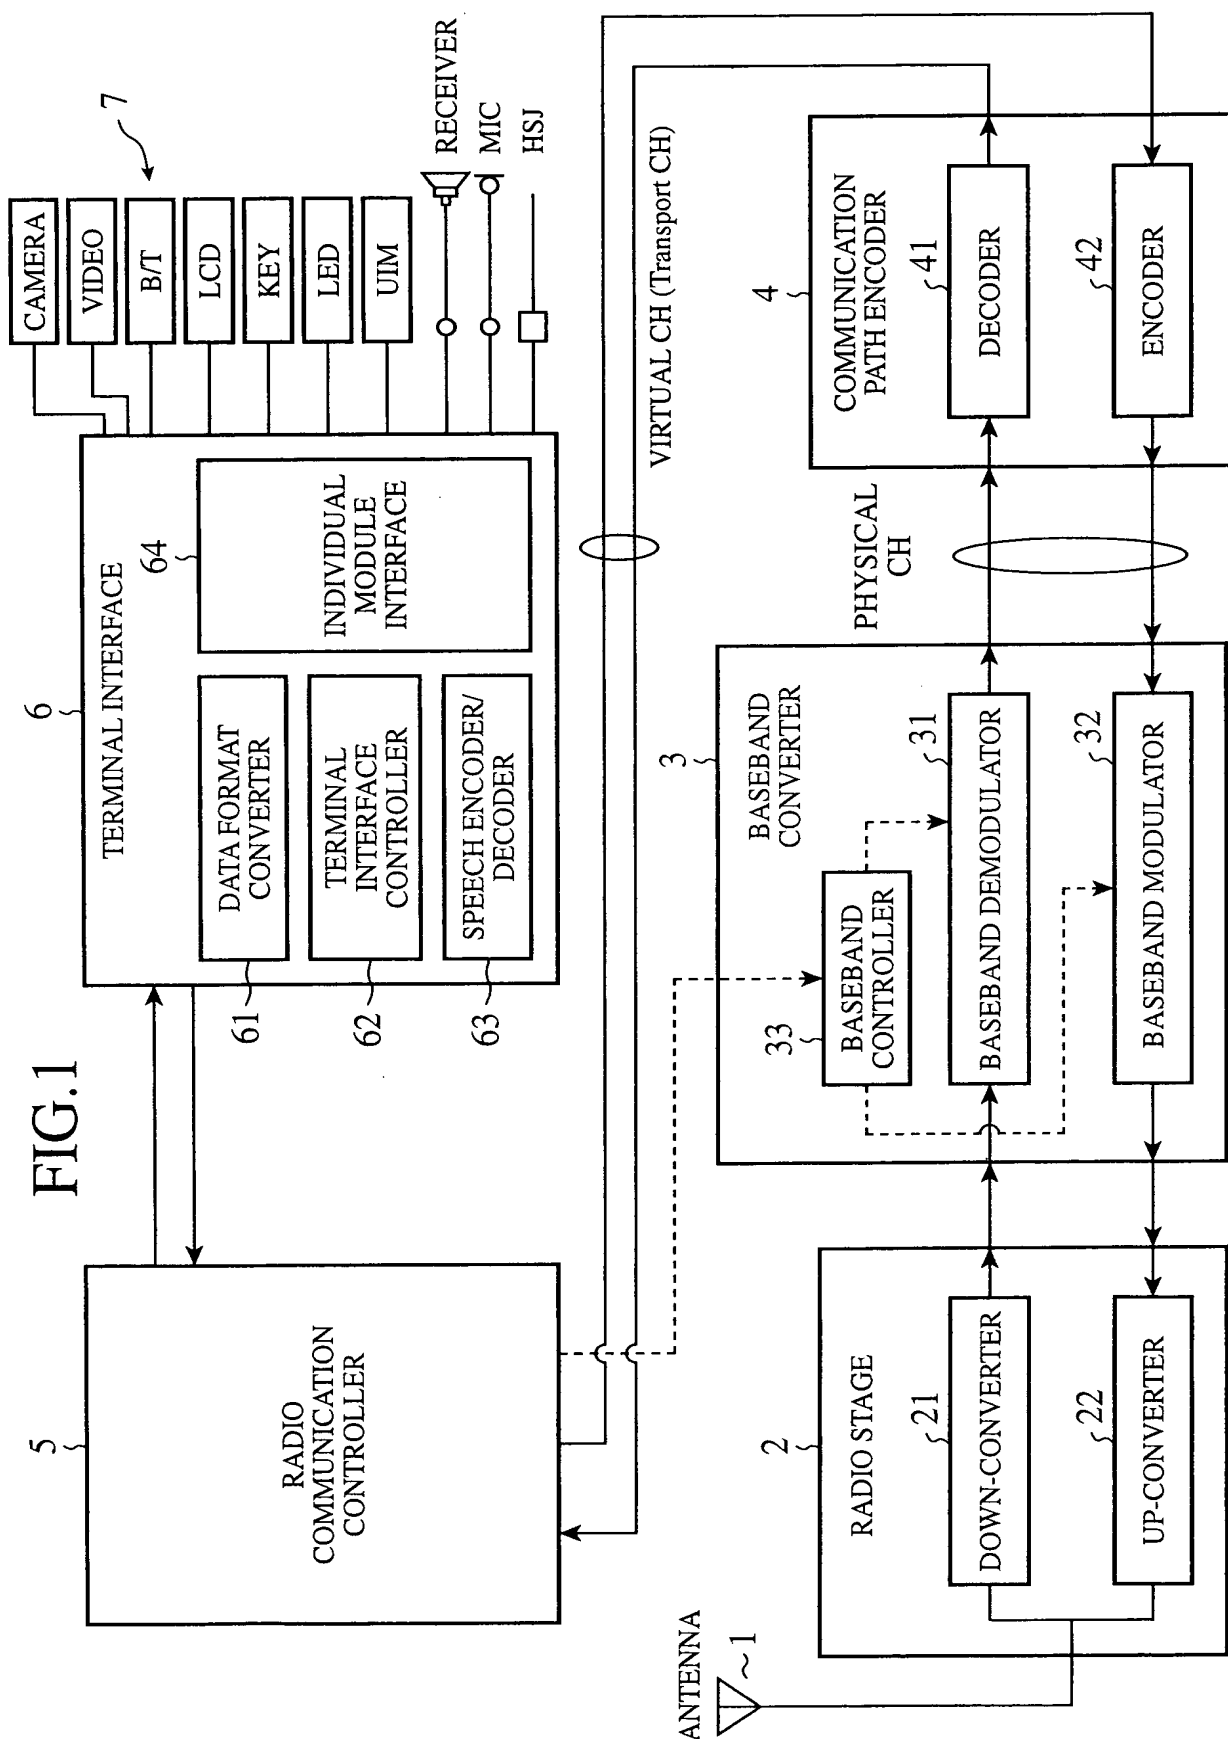 FIG.1
5
RADIO
COMMUNICATION
CONTROLLER
6
TERMINAL INTERFACE
DATA FORMAT
CONVERTER
61
TERMINAL
INTERFACE
CONTROLLER
62
SPEECH ENCODER/
DECODER
63
64
INDIVIDUAL
MODULE
INTERFACE
7
CAMERA
VIDEO
B/T
LCD
KEY
LED
UIM
RECEIVER
MIC
HSJ
VIRTUAL CH (Transport CH)
ANTENNA
1
2
RADIO STAGE
21
DOWN-CONVERTER
22
UP-CONVERTER
3
BASEBAND
CONVERTER
33
BASEBAND
CONTROLLER
31
BASEBAND DEMODULATOR
32
BASEBAND MODULATOR
PHYSICAL
CH
4
COMMUNICATION
PATH ENCODER
41
DECODER
42
ENCODER